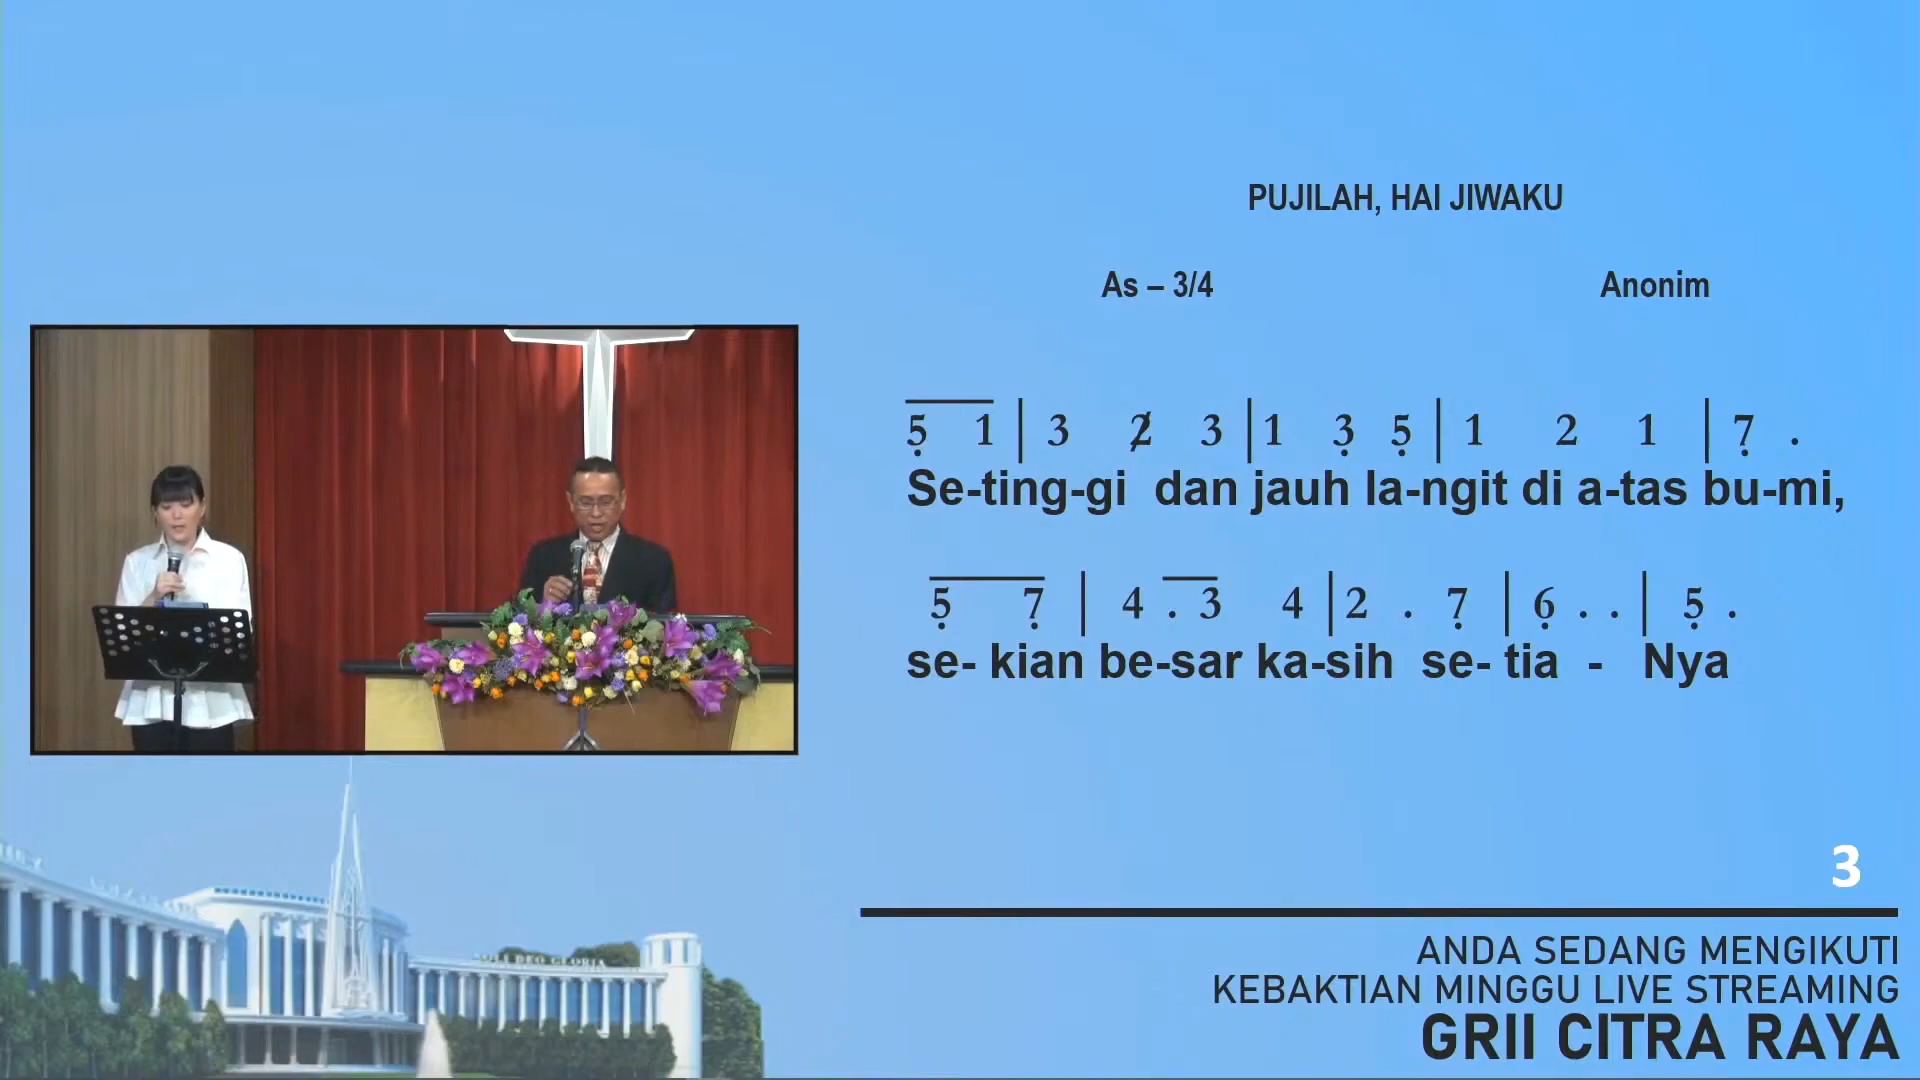 PUJILAH, HAI JIWAKU
As – 3/4
Anonim
5̣ 1 | 3 2̸ 3 | 1 3̣ 5̣ | 1 2 1 | 7̣ .
Se-ting-gi dan jauh la-ngit di a-tas bu-mi,
5̣ 7̣ | 4 . 3 4 | 2 . 7̣ | 6̣ . . | 5̣ .
se- kian be-sar ka-sih se- tia - Nya
3
SOLI DEO GLORIA
ANDA SEDANG MENGIKUTI
KEBAKTIAN MINGGU LIVE STREAMING
GRII CITRA RAYA